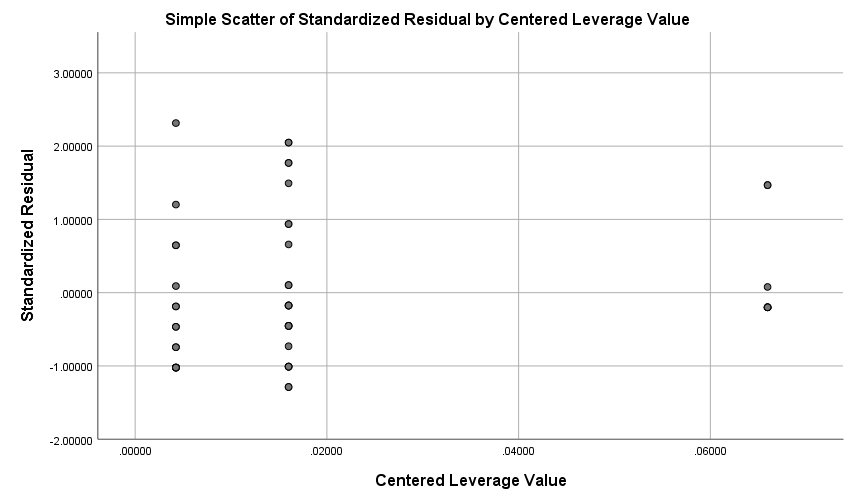 Simple Scatter of Standardized Residual by Centered Leverage Value
3.00000
2.00000
1.00000
.00000
-1.00000
-2.00000
Standardized Residual
.00000 .02000 .04000 .06000
Centered Leverage Value